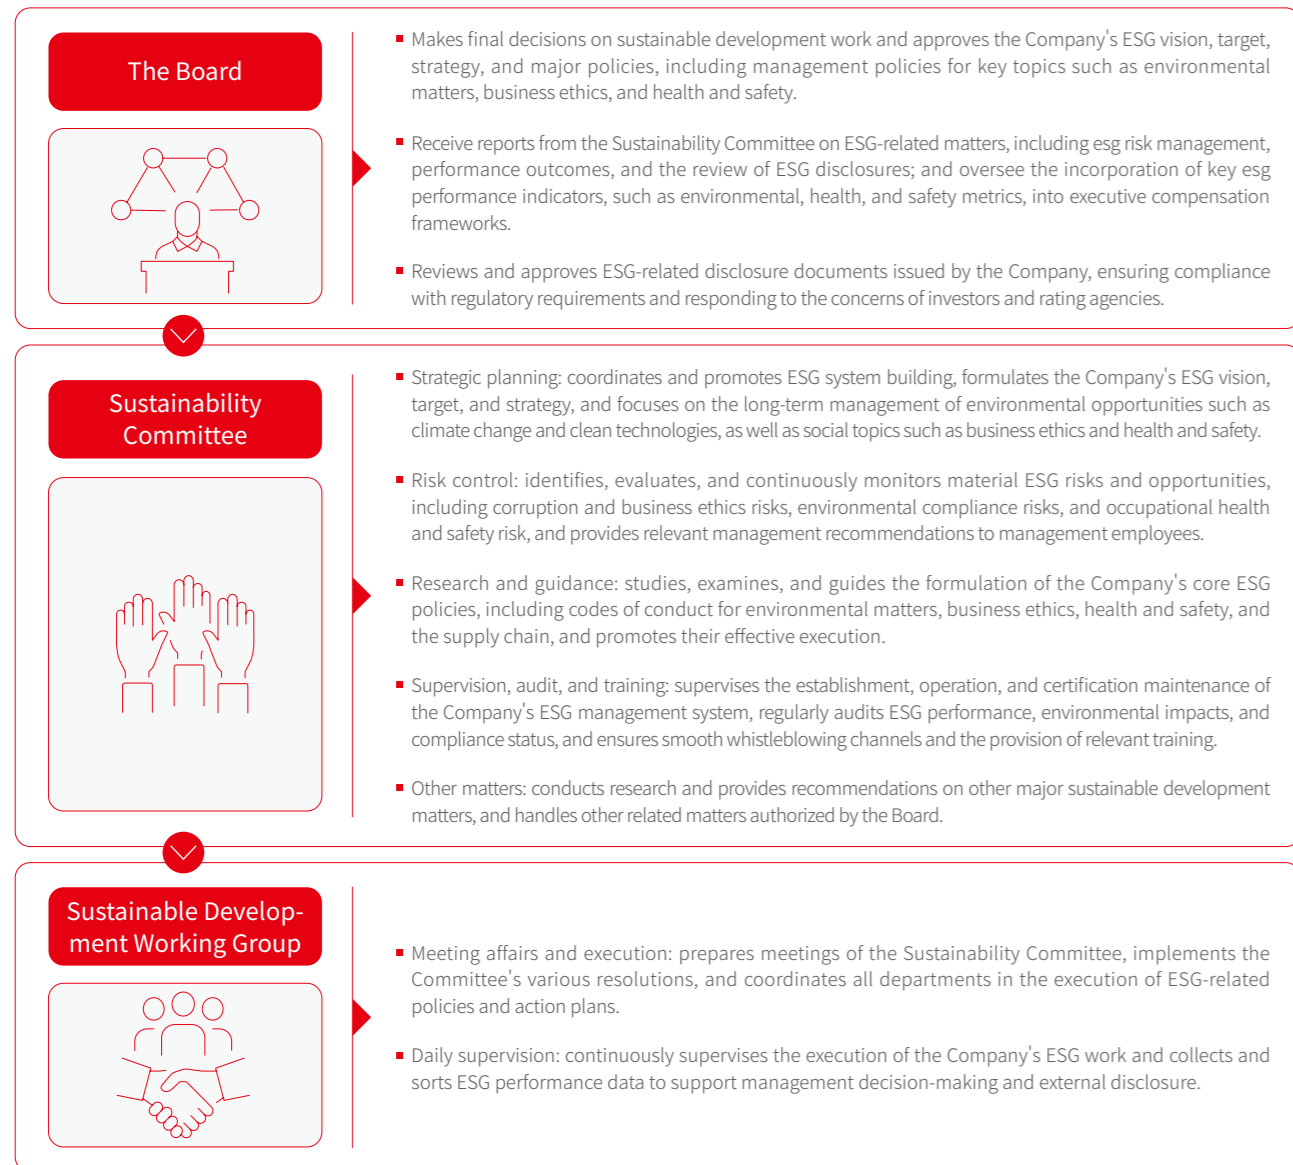 The Board
Makes final decisions on sustainable development work and approves the Company's ESG vision, target,
strategy, and major policies, including management policies for key topics such as environmental
matters, business ethics, and health and safety.
Receive reports from the Sustainability Committee on ESG-related matters, including esg risk management,
performance outcomes, and the review of ESG disclosures; and oversee the incorporation of key esg
performance indicators, such as environmental, health, and safety metrics, into executive compensation
frameworks.
Reviews and approves ESG-related disclosure documents issued by the Company, ensuring compliance
with regulatory requirements and responding to the concerns of investors and rating agencies.
Sustainability
Committee
Strategic planning: coordinates and promotes ESG system building, formulates the Company's ESG vision,
target, and strategy, and focuses on the long-term management of environmental opportunities such as
climate change and clean technologies, as well as social topics such as business ethics and health and safety.
Risk control: identifies, evaluates, and continuously monitors material ESG risks and opportunities,
including corruption and business ethics risks, environmental compliance risks, and occupational health
and safety risk, and provides relevant management recommendations to management employees.
Research and guidance: studies, examines, and guides the formulation of the Company's core ESG
policies, including codes of conduct for environmental matters, business ethics, health and safety, and
the supply chain, and promotes their effective execution.
Supervision, audit, and training: supervises the establishment, operation, and certification maintenance of
the Company's ESG management system, regularly audits ESG performance, environmental impacts, and
compliance status, and ensures smooth whistleblowing channels and the provision of relevant training.
Other matters: conducts research and provides recommendations on other major sustainable development
matters, and handles other related matters authorized by the Board.
Sustainable Develop-
ment Working Group
Meeting affairs and execution: prepares meetings of the Sustainability Committee, implements the
Committee's various resolutions, and coordinates all departments in the execution of ESG-related
policies and action plans.
Daily supervision: continuously supervises the execution of the Company's ESG work and collects and
sorts ESG performance data to support management decision-making and external disclosure.